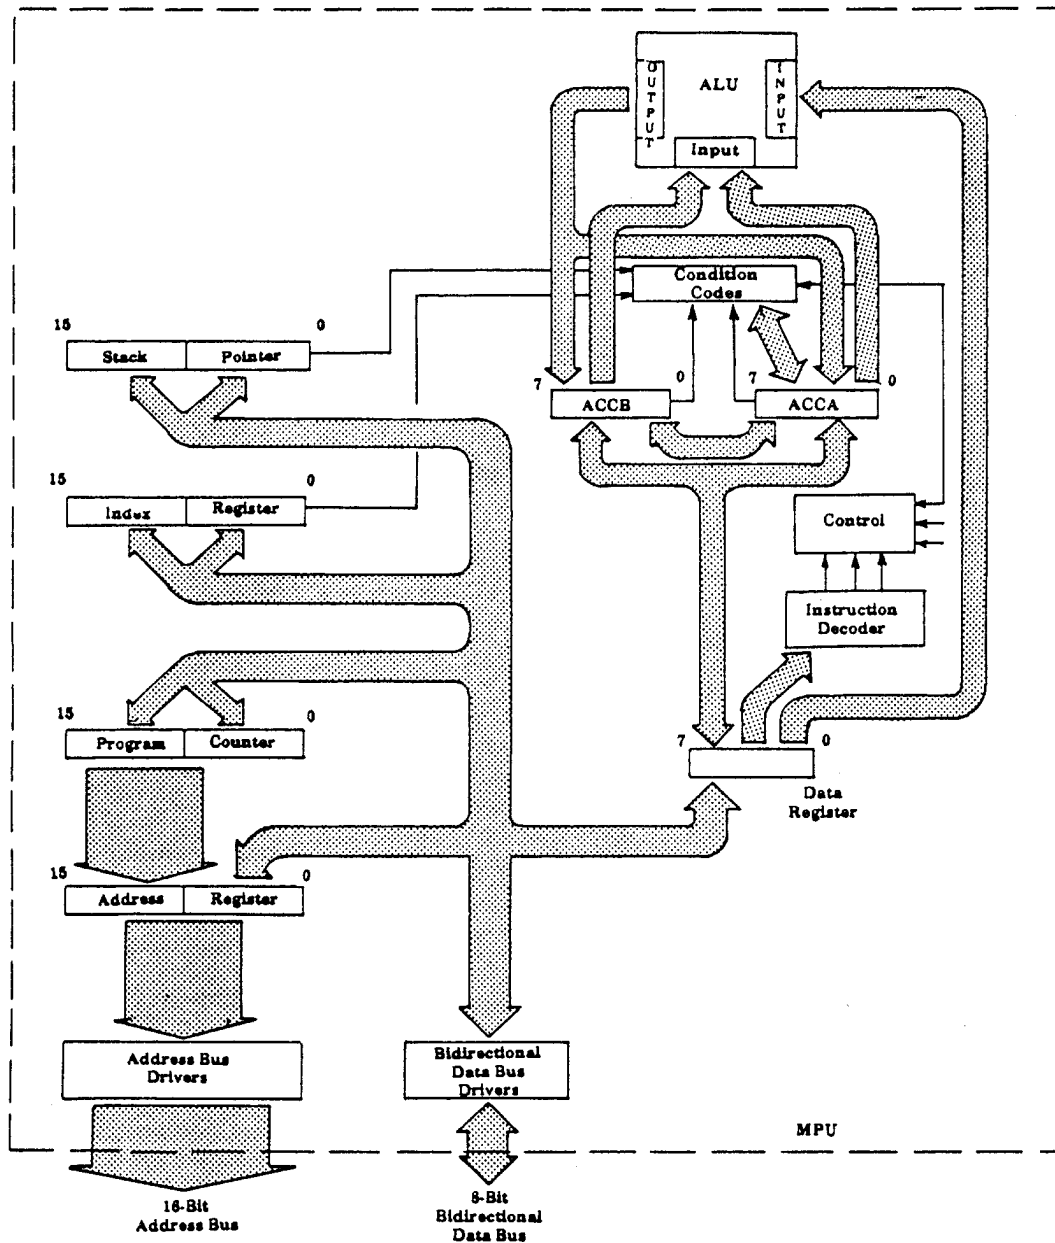 OUTPUT
ALU
INPUT
Input
Condition
Codes
15
0
Stack
Pointer
7
0
7
0
ACCB
ACCA
15
0
Index
Register
Control
Instruction
Decoder
15
0
Program
Counter
7
0
Data
Register
15
0
Address
Register
Address Bus
Drivers
Bidirectional
Data Bus
Drivers
MPU
16-Bit
Address Bus
8-Bit
Bidirectional
Data Bus